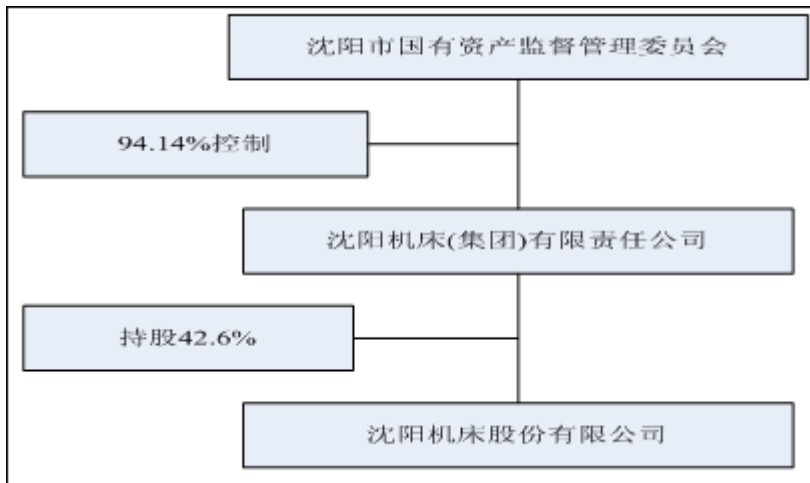 沈阳市国有资产监督管理委员会
94.14%控制
沈阳机床(集团)有限责任公司
持股42.6%
沈阳机床股份有限公司